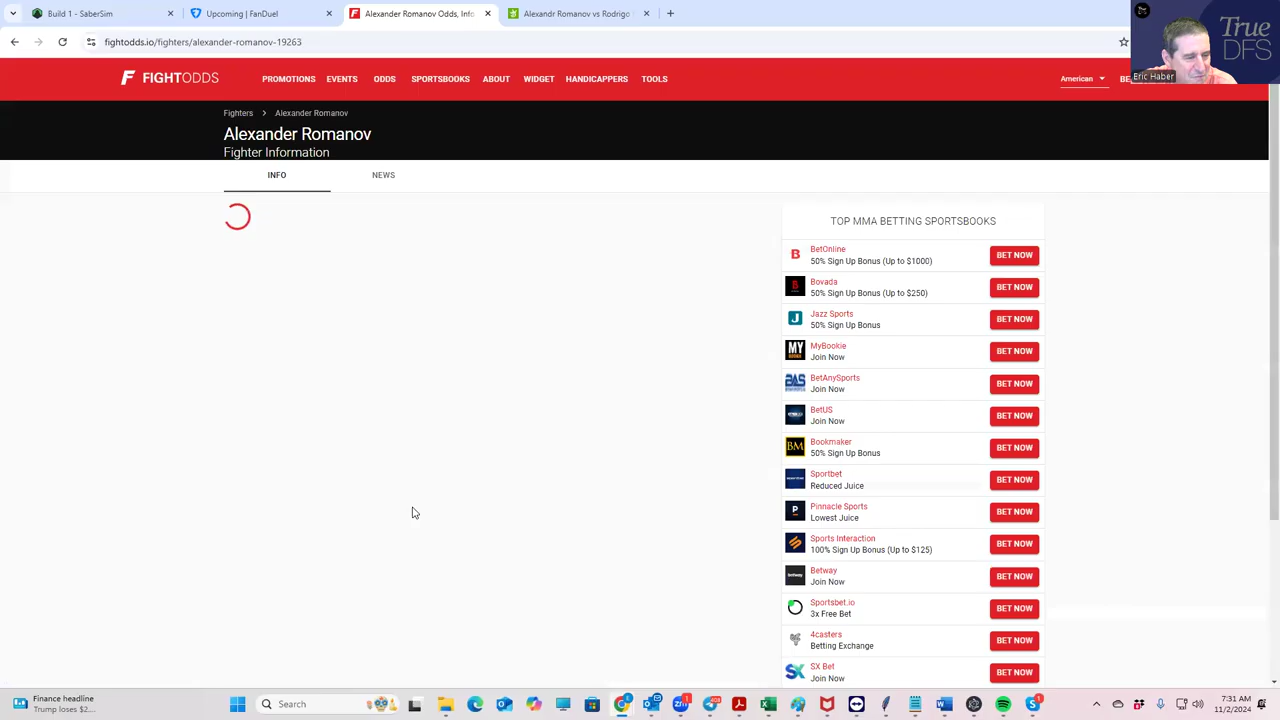 Build 1 - SaberSim
Upcoming | FanDuel
Alexander Romanov Odds, Info
Alexandr Romanov vs Rodrigo
fightodds.io/fighters/alexander-romanov-19263
FIGHTODDS
PROMOTIONS
EVENTS
ODDS
SPORTSBOOKS
ABOUT
WIDGET
HANDICAPPERS
TOOLS
American
BE
True
DFS
Eric Haber
Fighters > Alexander Romanov
Alexander Romanov
Fighter Information
INFO
NEWS
TOP MMA BETTING SPORTSBOOKS
BetOnline
50% Sign Up Bonus (Up to $1000)
BET NOW
Bovada
50% Sign Up Bonus (Up to $250)
BET NOW
Jazz Sports
50% Sign Up Bonus
BET NOW
MyBookie
Join Now
BET NOW
BetAnySports
Join Now
BET NOW
BetUS
Join Now
BET NOW
Bookmaker
50% Sign Up Bonus
BET NOW
Sportbet
Reduced Juice
BET NOW
Pinnacle Sports
Lowest Juice
BET NOW
Sports Interaction
100% Sign Up Bonus (Up to $125)
BET NOW
Betway
Join Now
BET NOW
Sportsbet.io
3x Free Bet
BET NOW
4casters
Betting Exchange
BET NOW
SX Bet
Join Now
BET NOW
Finance headline
Trump loses $2,...
Search
7:31 AM
11/2/2024